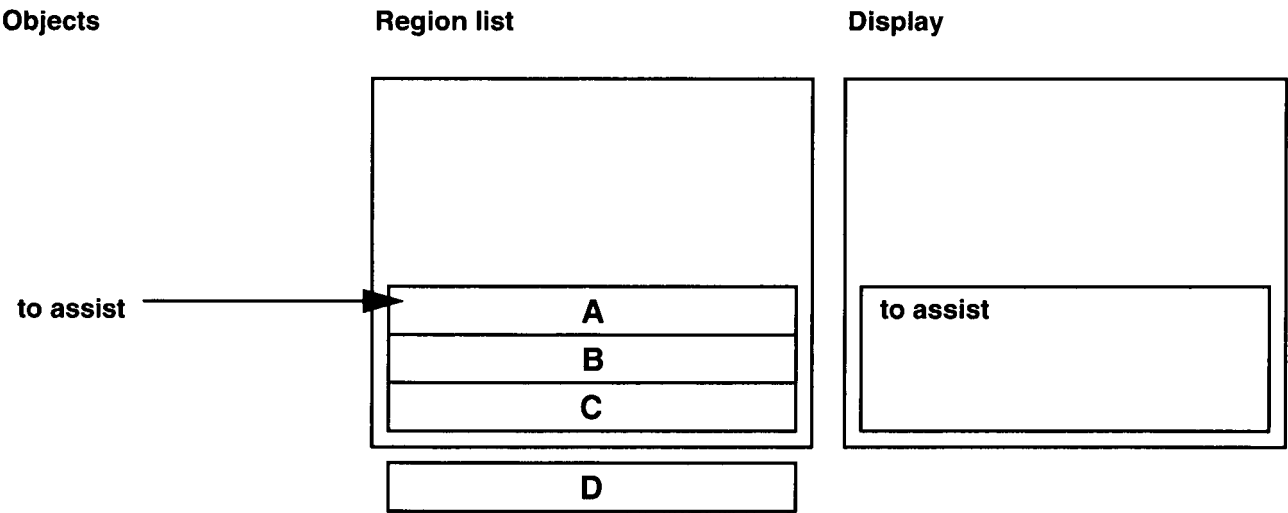 Objects
Region list
Display
to assist
A
to assist
B
C
D